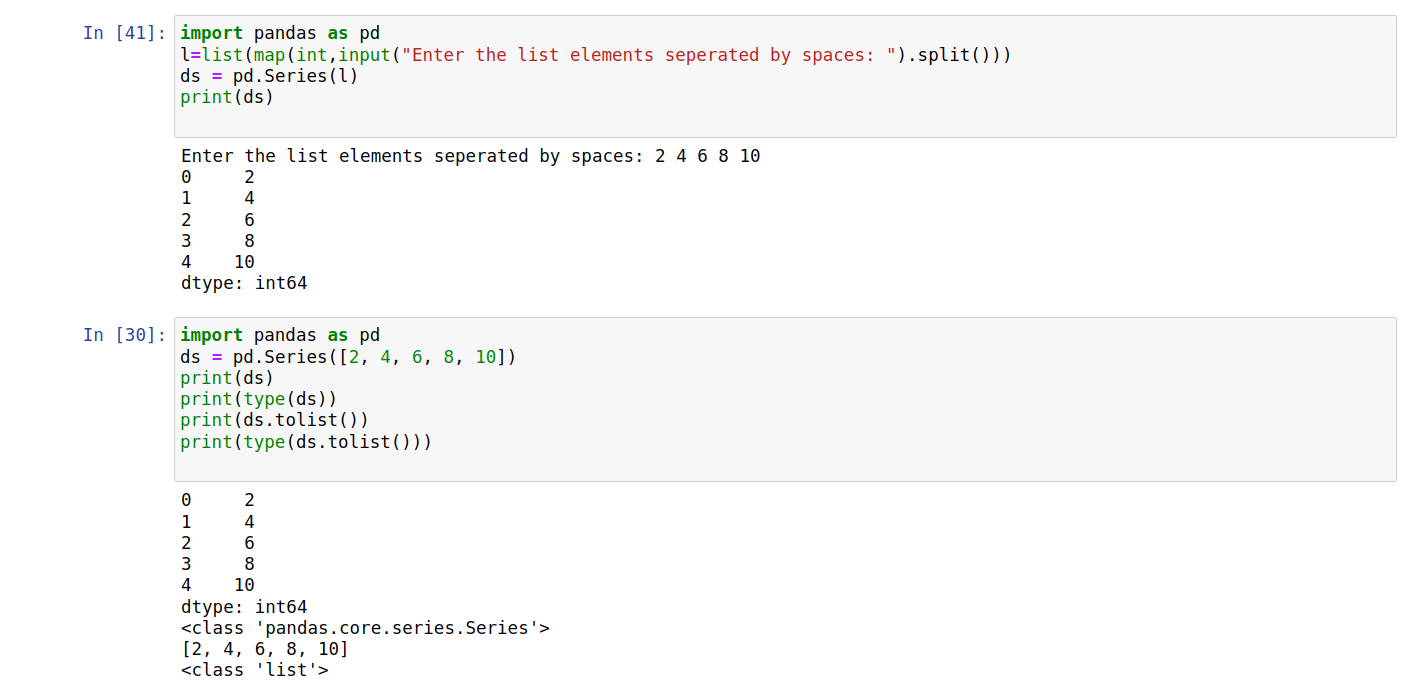 In [41]: import pandas as pd
l=list(map(int,input("Enter the list elements seperated by spaces: ").split()))
ds = pd.Series(l)
print(ds)
Enter the list elements seperated by spaces: 2 4 6 8 10
0     2
1     4
2     6
3     8
4    10
dtype: int64
In [30]: import pandas as pd
ds = pd.Series([2, 4, 6, 8, 10])
print(ds)
print(type(ds))
print(ds.tolist())
print(type(ds.tolist()))
0     2
1     4
2     6
3     8
4    10
dtype: int64
<class 'pandas.core.series.Series'>
[2, 4, 6, 8, 10]
<class 'list'>